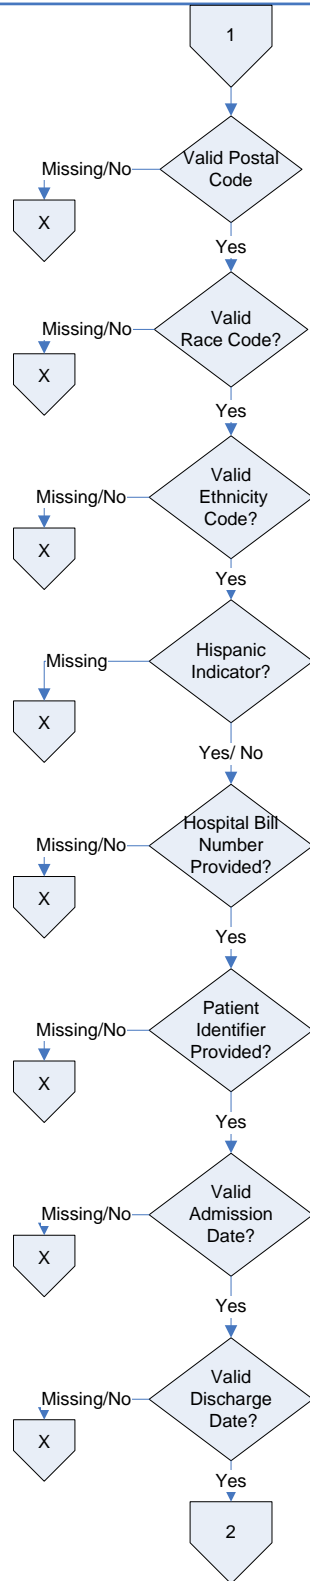 1
Valid Postal
Code
Missing/No
X
Yes
Valid
Race Code?
Missing/No
X
Yes
Valid
Ethnicity
Code?
Missing/No
X
Yes
Hispanic
Indicator?
Missing
X
Yes/ No
Hospital Bill
Number
Provided?
Missing/No
X
Yes
Patient
Identifier
Provided?
Missing/No
X
Yes
Valid
Admission
Date?
Missing/No
X
Yes
Valid
Discharge
Date?
Missing/No
X
Yes
2